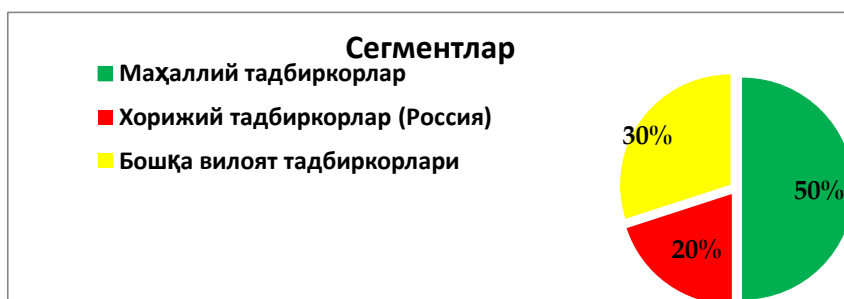 Сегментлар
Маҳаллий тадбиркорлар
Хорижий тадбиркорлар (Россия)
Бошқа вилоят тадбиркорлари
30%
50%
20%